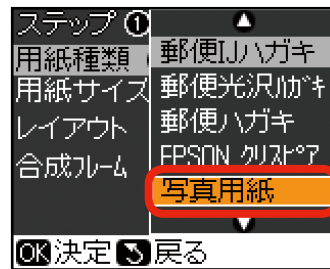 ステップ❶
用紙種類
用紙サイズ
レイアウト
合成フレーム
郵便IJハガキ
郵便光沢ハガキ
郵便ハガキ
EPSON クリスピア
写真用紙
OK決定 戻る